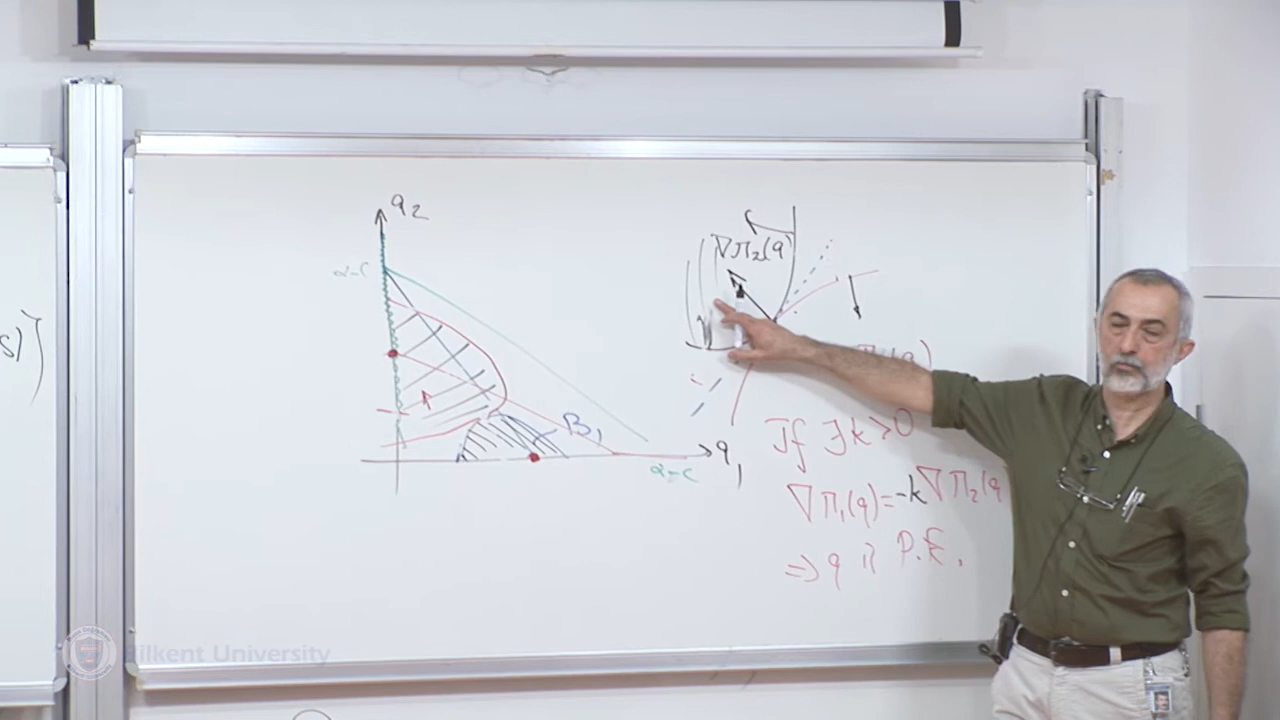 s)}
q2
α-c
B1
q1
α-c
∇Π2(q)
If ∃k>0
∇Π1(q)=-k∇Π2(q
⇒ q is P.E.
Bilkent University